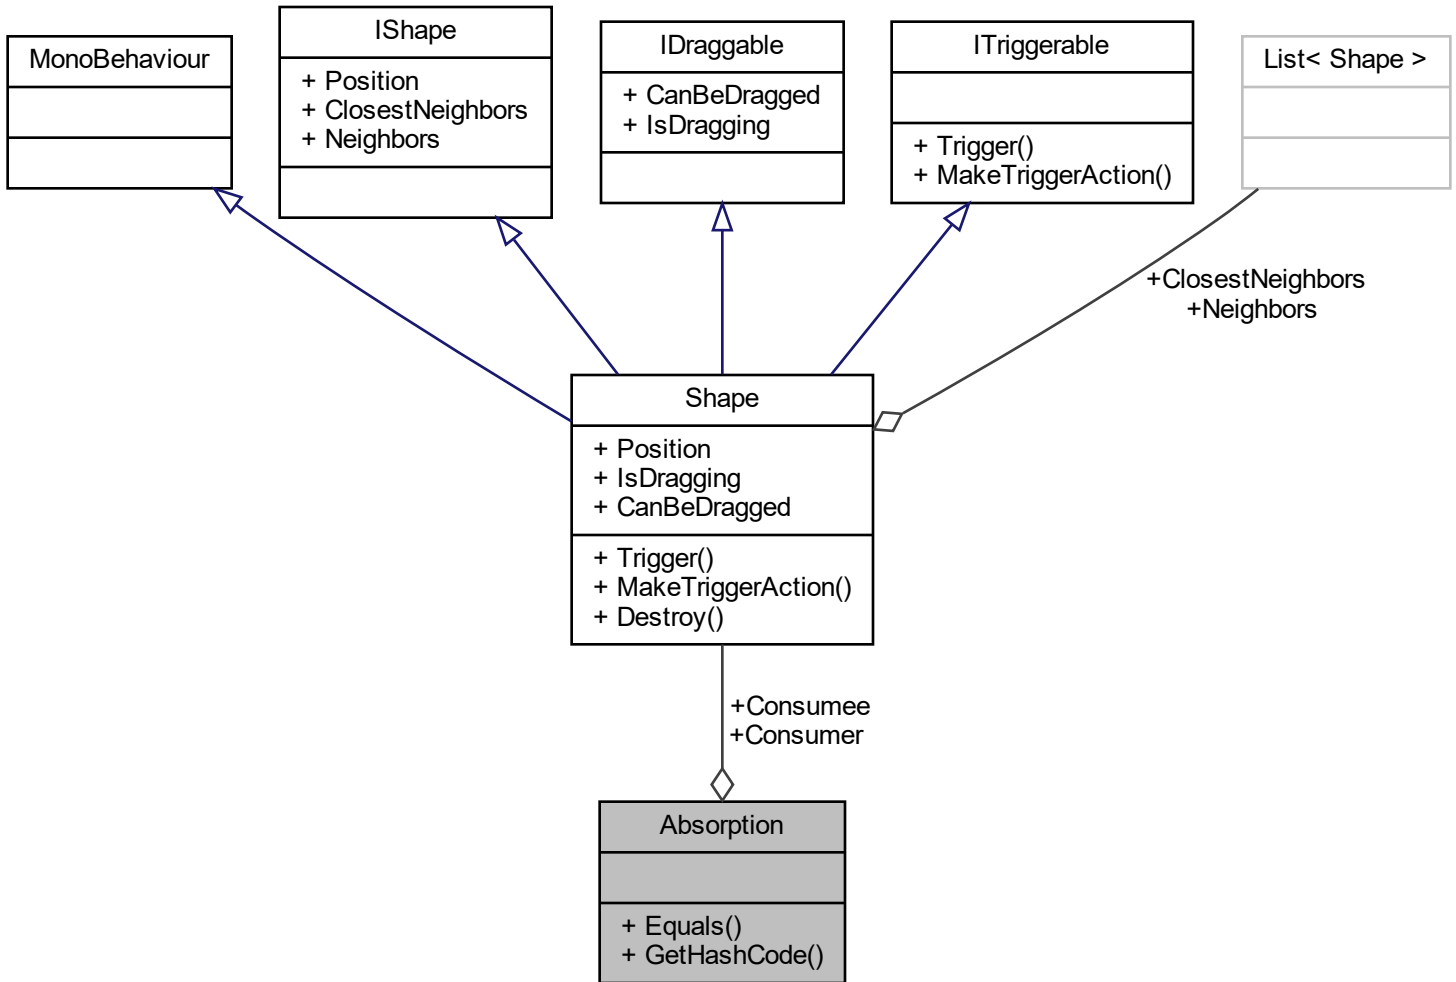 MonoBehaviour
IShape
+ Position
+ ClosestNeighbors
+ Neighbors
IDraggable
+ CanBeDragged
+ IsDragging
ITriggerable
+ Trigger()
+ MakeTriggerAction()
List< Shape >
+ClosestNeighbors
+Neighbors
Shape
+ Position
+ IsDragging
+ CanBeDragged
+ Trigger()
+ MakeTriggerAction()
+ Destroy()
+Consumee
+Consumer
Absorption
+ Equals()
+ GetHashCode()